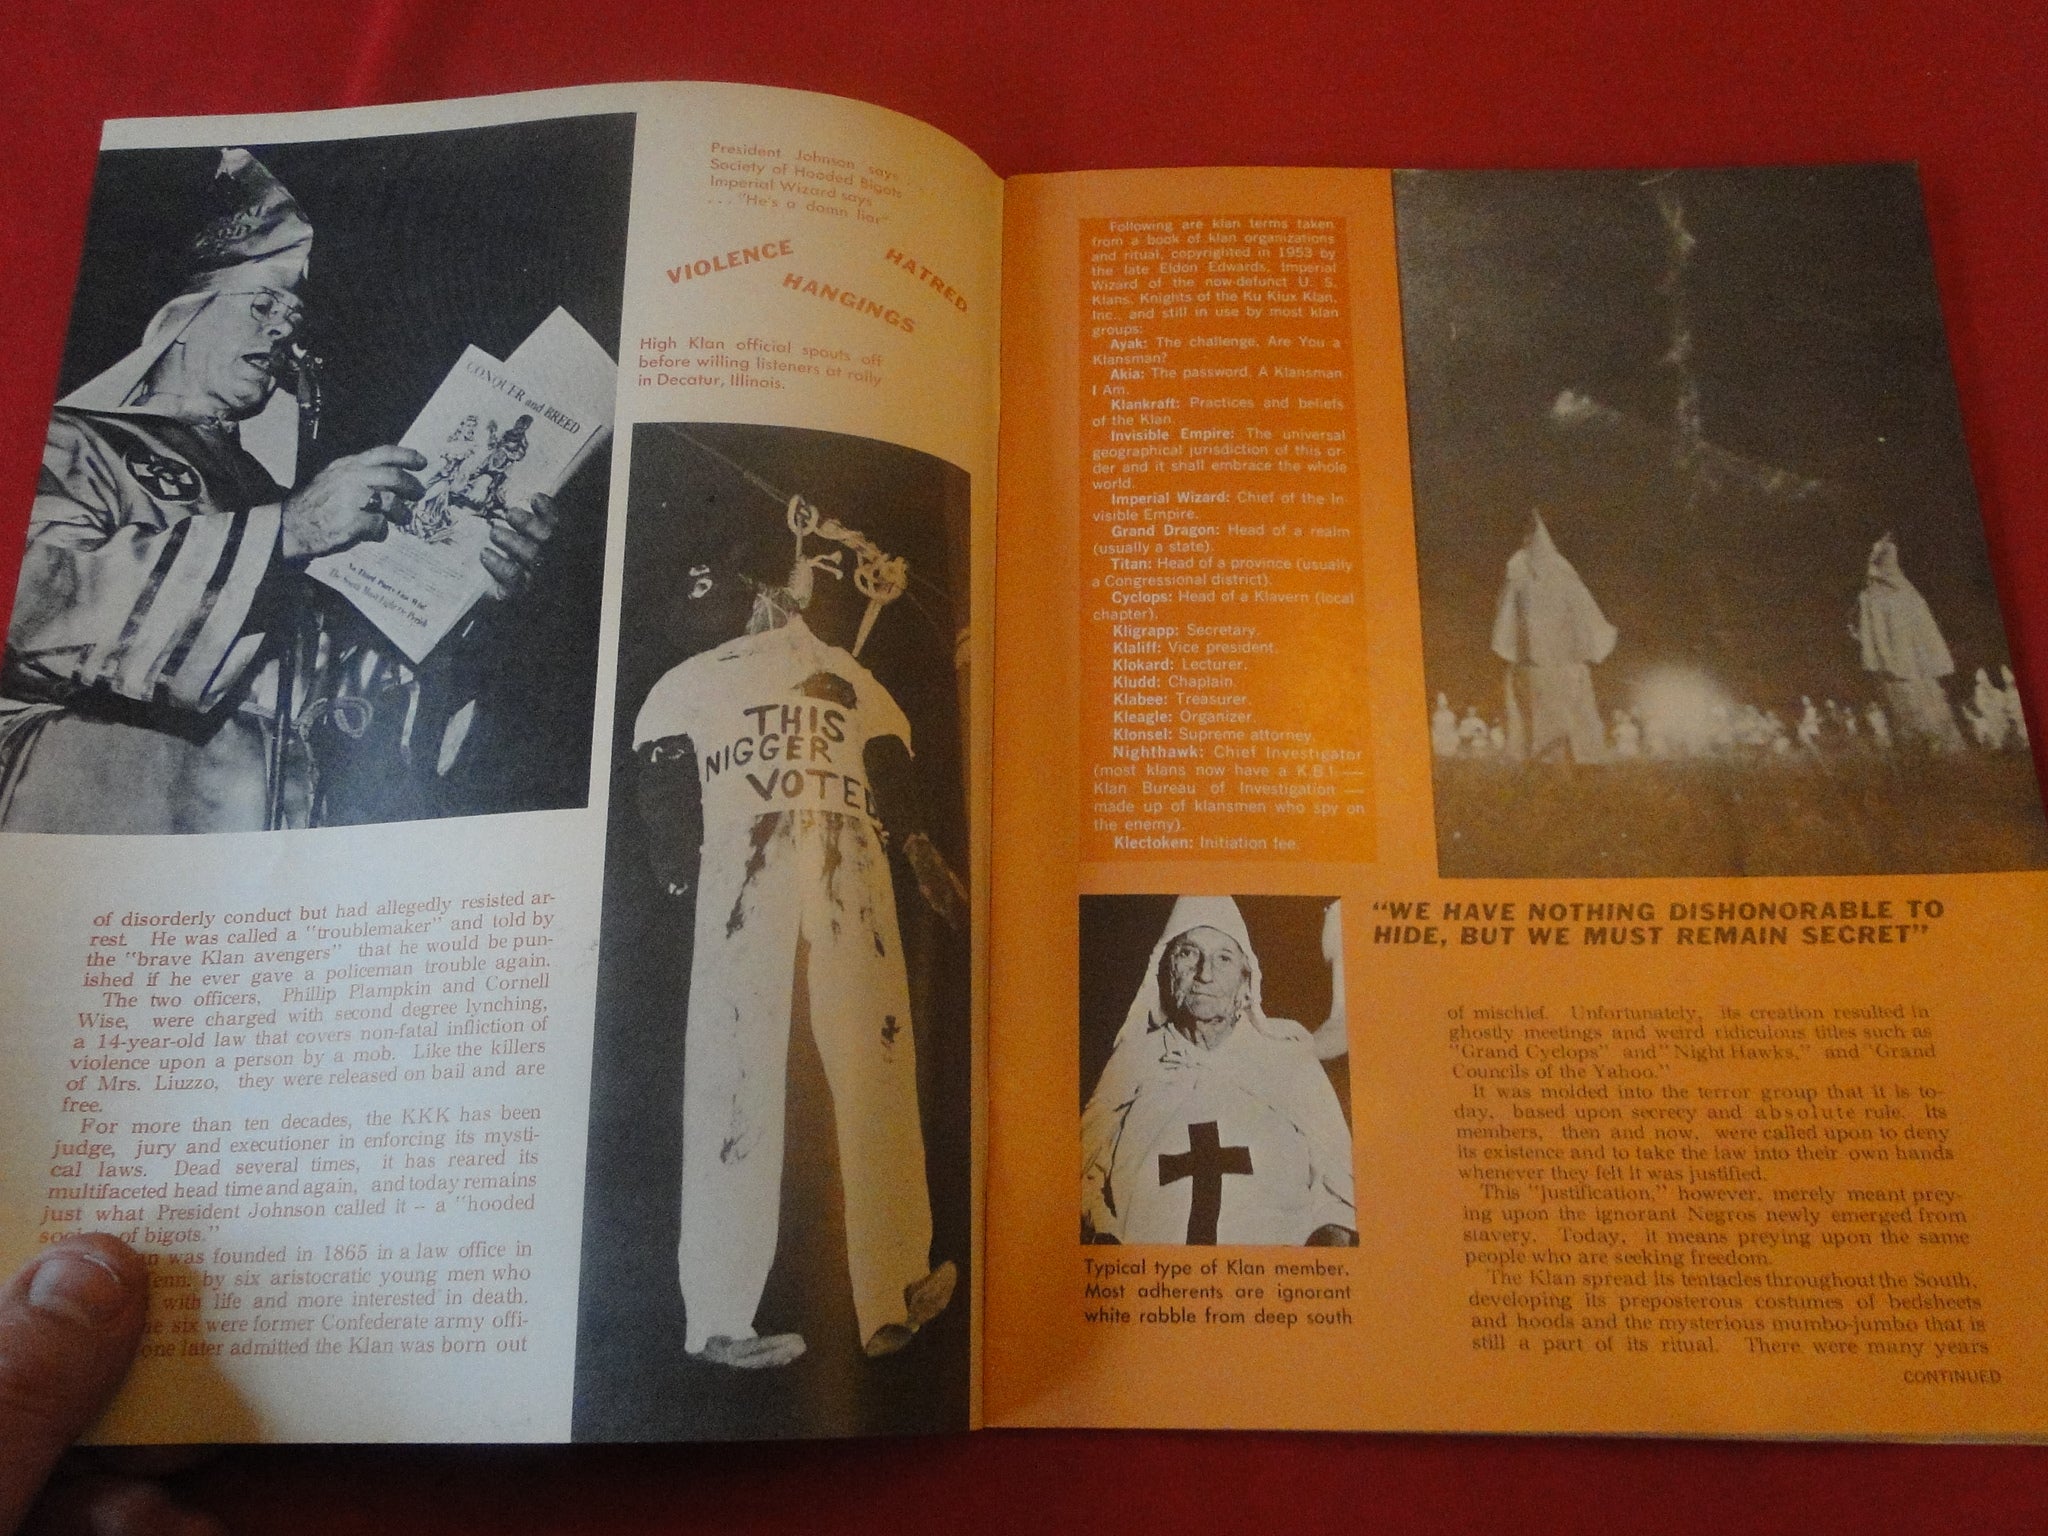 President Johnson says
Society of Hooded Bigots
Imperial Wizard says
. . . "He's a damn liar"
VIOLENCE
HATRED
HANGINGS
High Klan official spouts off
before willing listeners at rally
in Decatur, Illinois.
CONQUER and BREED
THIS
NIGGER
VOTED
of disorderly conduct but had allegedly resisted ar-
rest. He was called a "troublemaker" and told by
the "brave Klan avengers" that he would be pun-
ished if he ever gave a policeman trouble again.
The two officers, Phillip Plampkin and Cornell
Wise, were charged with second degree lynching,
a 14-year-old law that covers non-fatal infliction of
violence upon a person by a mob. Like the killers
of Mrs. Liuzzo, they were released on bail and are
free.
For more than ten decades, the KKK has been
judge, jury and executioner in enforcing its mysti-
cal laws. Dead several times, it has reared its
multifaceted head time and again, and today remains
just what President Johnson called it -- a "hooded
of bigots."
was founded in 1865 in a law office in
by six aristocratic young men who
with life and more interested in death.
six were former Confederate army offi-
one later admitted the Klan was born out
Following are klan terms taken
from a book of klan organizations
and ritual, copyrighted in 1953 by
the late Eldon Edwards, Imperial
Wizard of the now-defunct U. S.
Klans, Knights of the Ku Klux Klan,
Inc., and still in use by most klan
groups:
Ayak: The challenge, Are You a
Klansman?
Akia: The password, A Klansman
I Am.
Klankraft: Practices and beliefs
of the Klan.
Invisible Empire: The universal
geographical jurisdiction of this or-
der and it shall embrace the whole
world.
Imperial Wizard: Chief of the In-
visible Empire.
Grand Dragon: Head of a realm
(usually a state).
Titan: Head of a province (usually
a Congressional district).
Cyclops: Head of a Klavern (local
chapter).
Kligrapp: Secretary.
Klaliff: Vice president.
Klokard: Lecturer.
Kludd: Chaplain.
Klabee: Treasurer.
Kleagle: Organizer.
Klonsel: Supreme attorney.
Nighthawk: Chief Investigator
(most klans now have a K.B.I. —
Klan Bureau of Investigation —
made up of klansmen who spy on
the enemy).
Klectoken: Initiation fee.
Typical type of Klan member.
Most adherents are ignorant
white rabble from deep south
"WE HAVE NOTHING DISHONORABLE TO
HIDE, BUT WE MUST REMAIN SECRET"
of mischief. Unfortunately, its creation resulted in
ghostly meetings and weird ridiculous titles such as
"Grand Cyclops" and "Night Hawks," and "Grand
Councils of the Yahoo."
It was molded into the terror group that it is to-
day, based upon secrecy and absolute rule. Its
members, then and now, were called upon to deny
its existence and to take the law into their own hands
whenever they felt it was justified.
This "justification," however, merely meant prey-
ing upon the ignorant Negros newly emerged from
slavery. Today, it means preying upon the same
people who are seeking freedom.
The Klan spread its tentacles throughout the South,
developing its preposterous costumes of bedsheets
and hoods and the mysterious mumbo-jumbo that is
still a part of its ritual. There were many years
CONTINUED